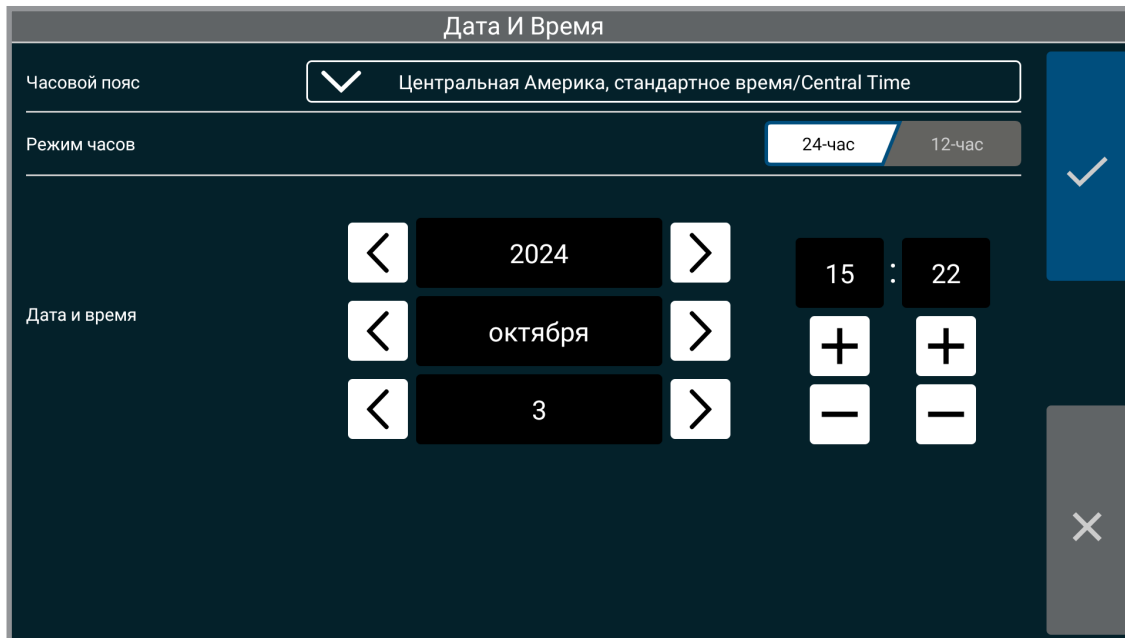 Дата И Время
Часовой пояс
Центральная Америка, стандартное время/Central Time
Режим часов
24-час
12-час
Дата и время
2024
октября
3
15 : 22